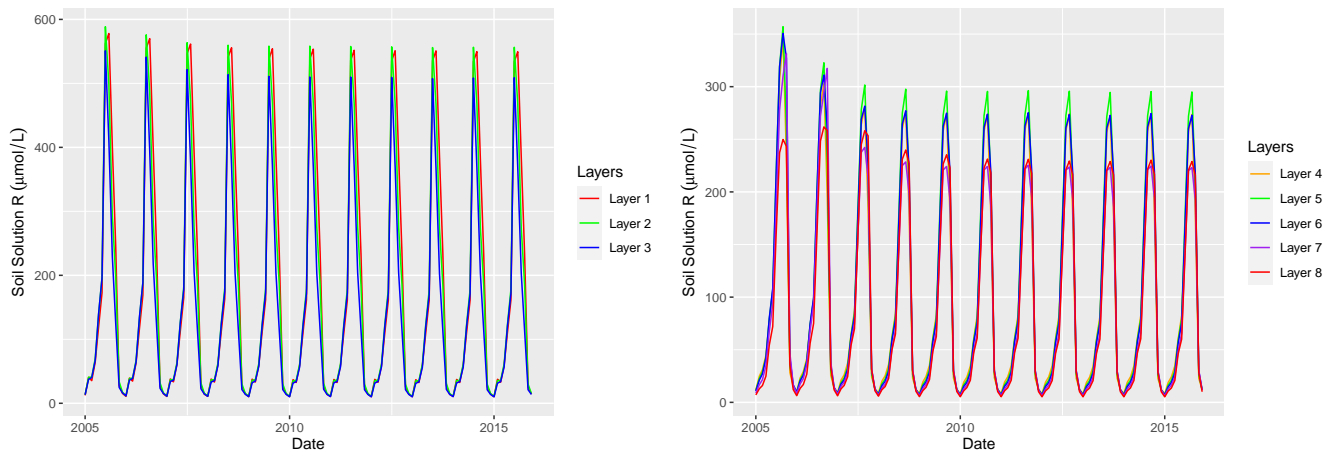 600
400
200
0
Soil Solution R (μmol/L)
2005
2010
2015
Date
Layers
Layer 1
Layer 2
Layer 3
300
200
100
0
Soil Solution R (μmol/L)
2005
2010
2015
Date
Layers
Layer 4
Layer 5
Layer 6
Layer 7
Layer 8